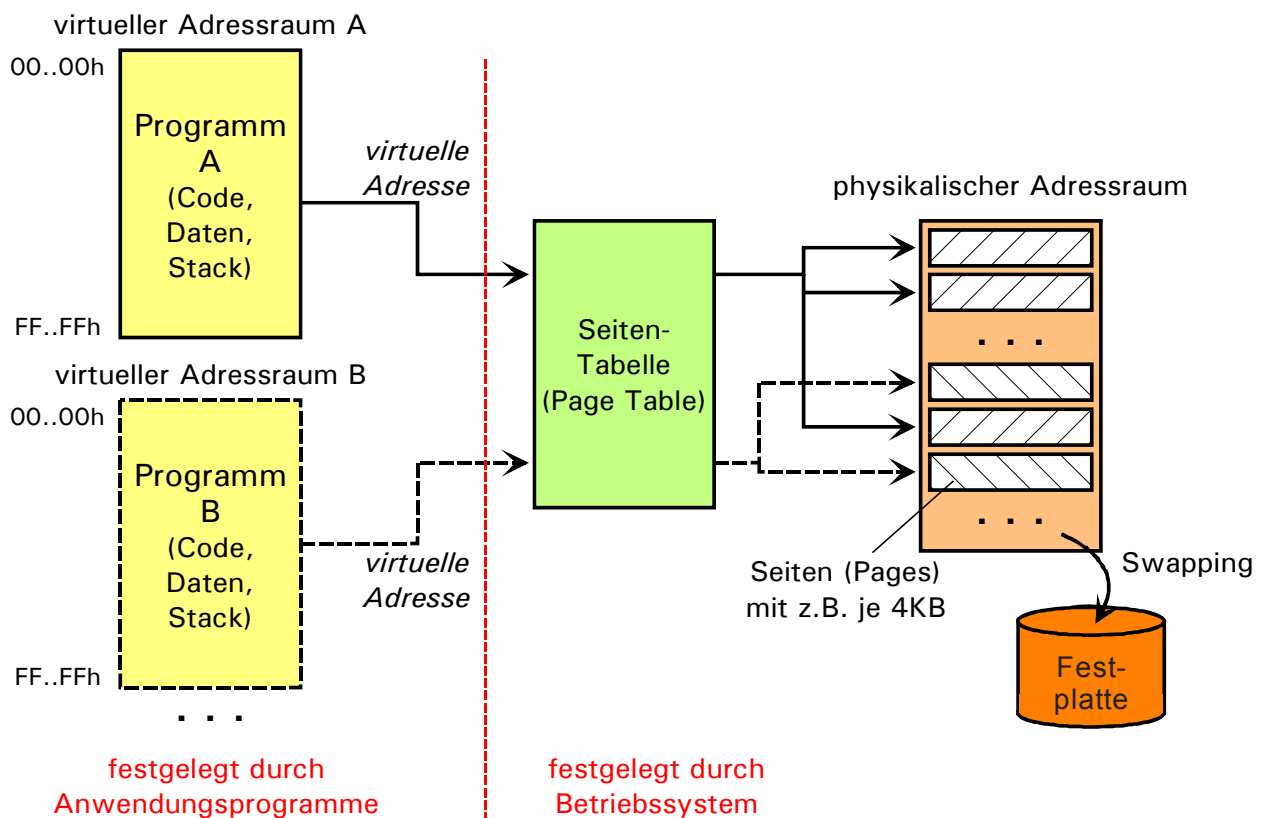 virtueller Adressraum A
00..00h
Programm
A
(Code,
Daten,
Stack)
FF..FFh
virtuelle
Adresse
virtueller Adressraum B
00..00h
Programm
B
(Code,
Daten,
Stack)
FF..FFh
virtuelle
Adresse
. . .
festgelegt durch
Anwendungsprogramme
Seiten-
Tabelle
(Page Table)
festgelegt durch
Betriebssystem
physikalischer Adressraum
. . .
. . .
Seiten (Pages)
mit z.B. je 4KB
Swapping
Fest-
platte